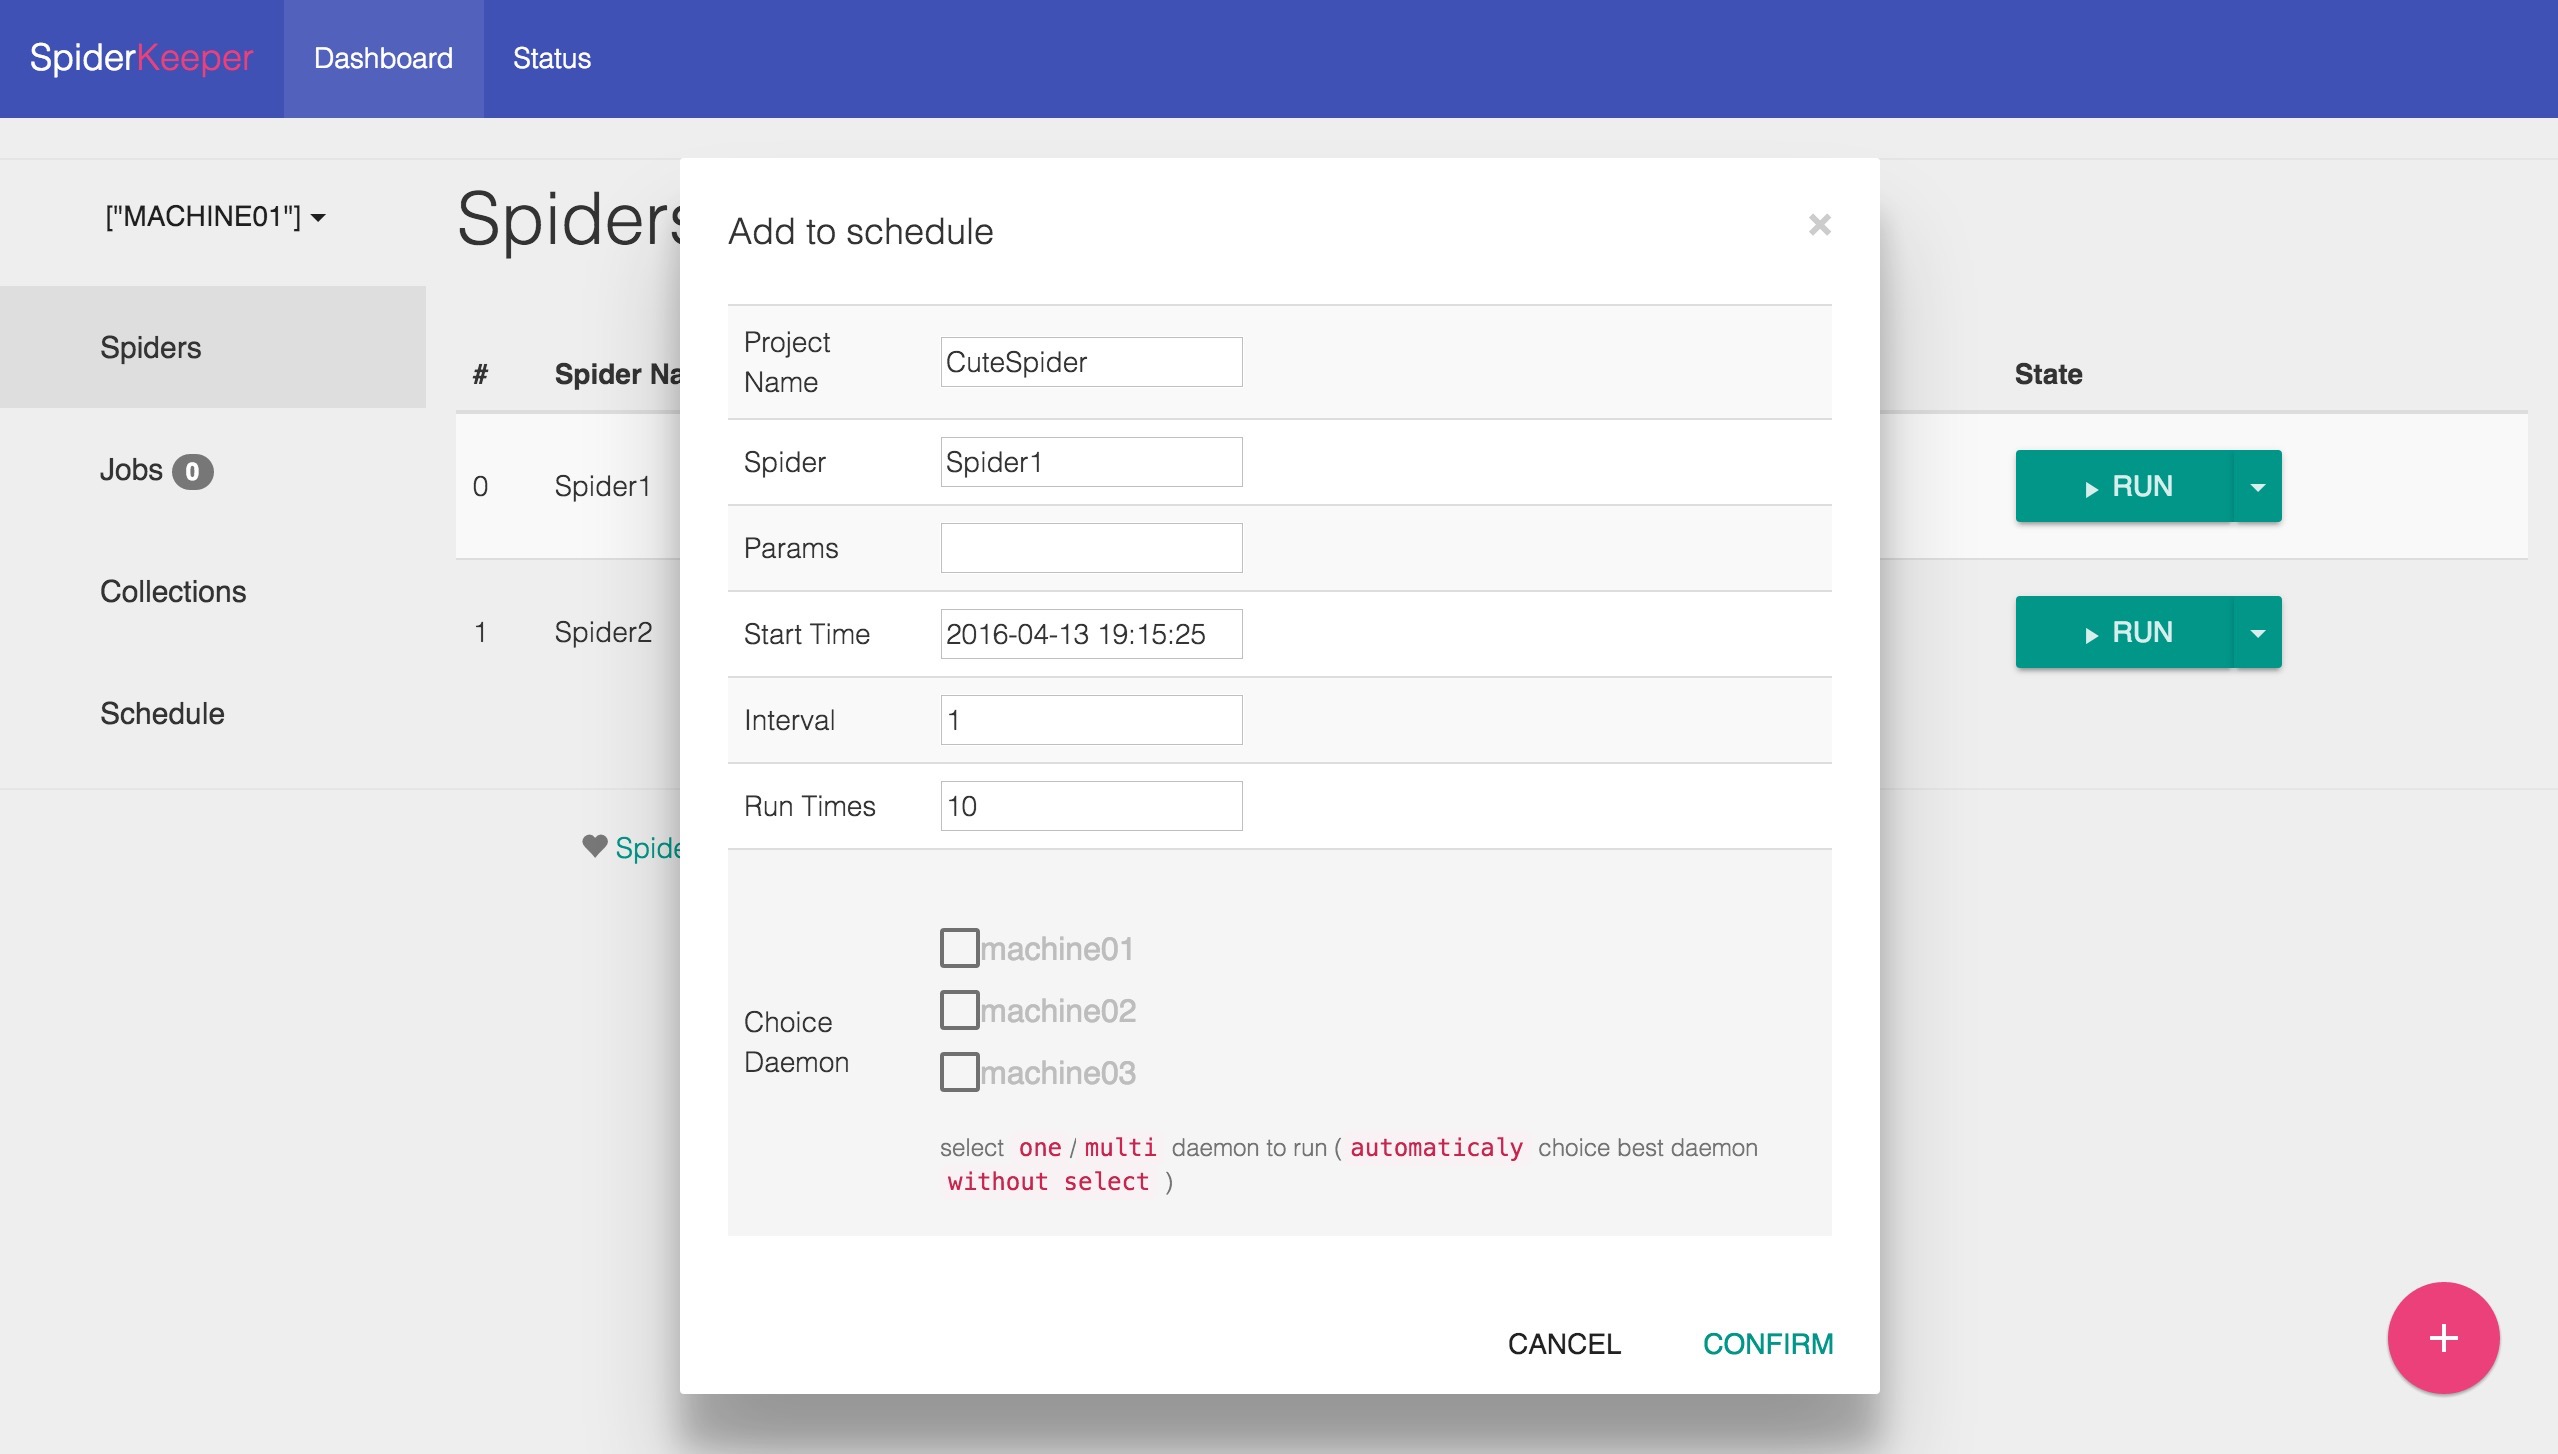 SpiderKeeper Dashboard Status
["MACHINE01"]
Spiders
Jobs 0
Collections
Schedule
Spiders
# Spider Na State
0 Spider1 RUN
1 Spider2 RUN
Spide
Add to schedule ×
Project
Name
CuteSpider
Spider Spider1
Params
Start Time 2016-04-13 19:15:25
Interval 1
Run Times 10
Choice
Daemon
machine01
machine02
machine03
select one / multi daemon to run ( automaticaly choice best daemon
without select )
CANCEL CONFIRM
+